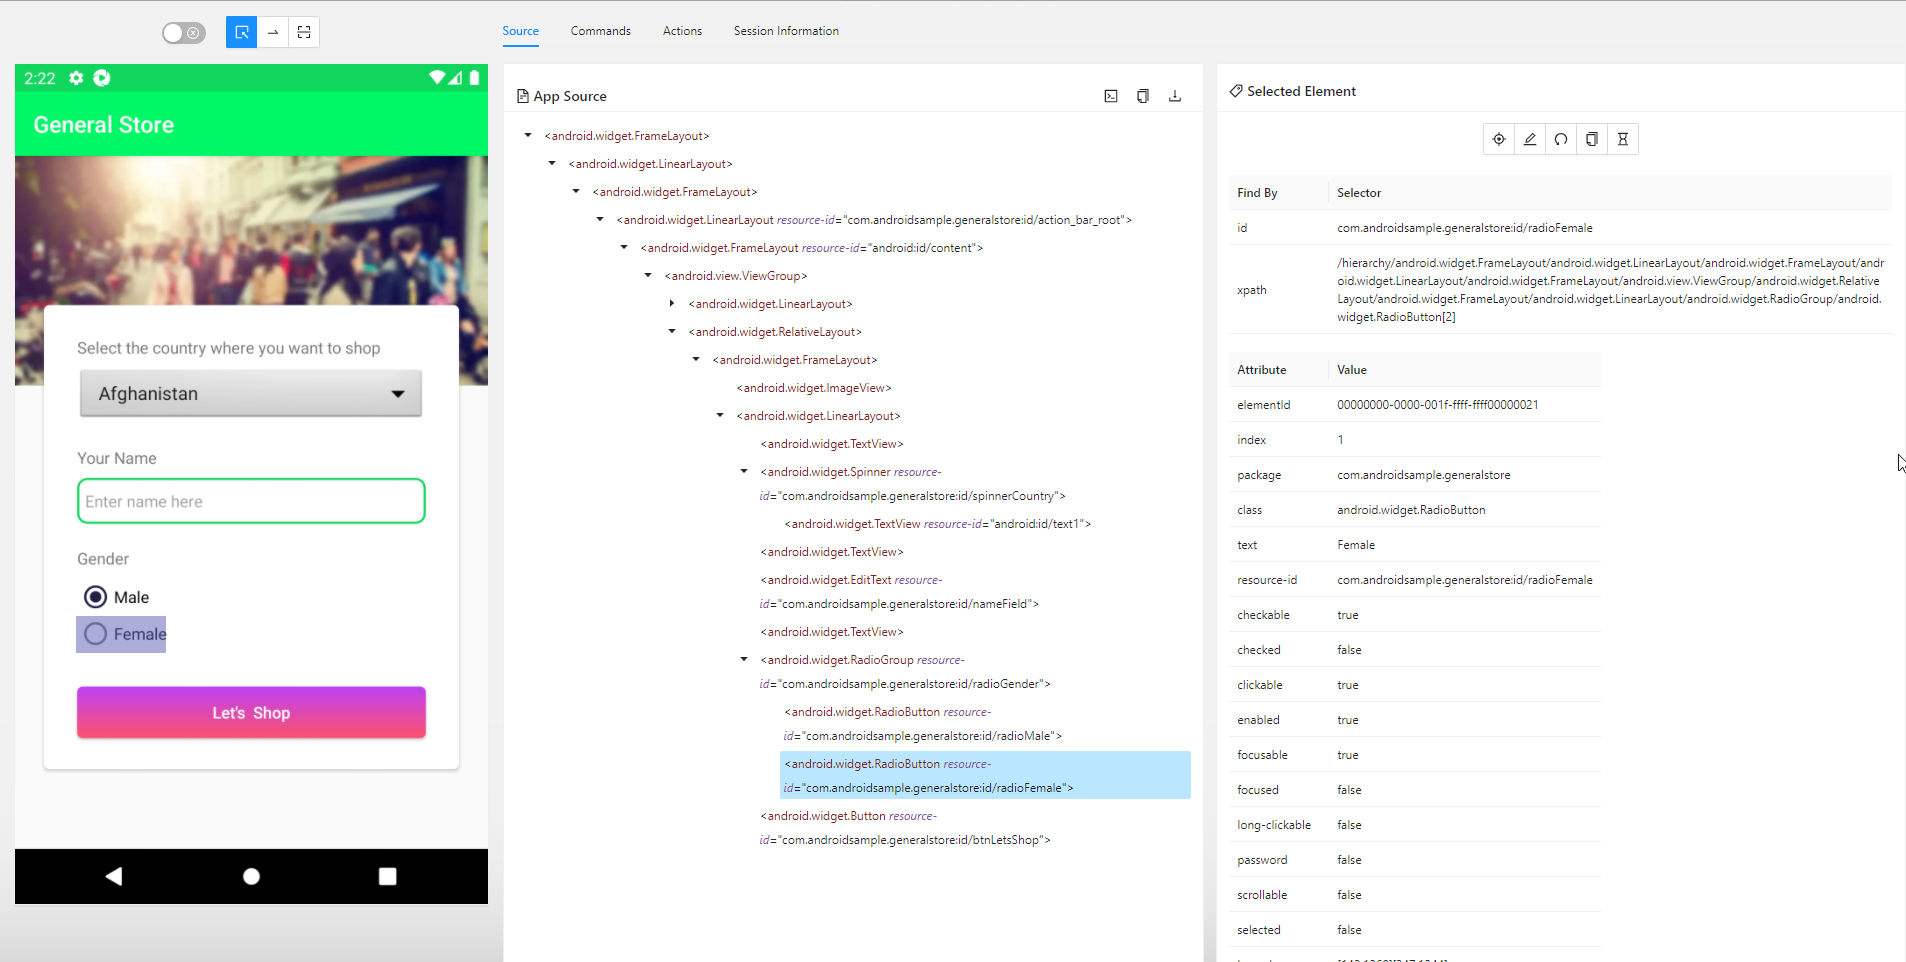 Source
Commands
Actions
Session Information
2:22
General Store
Select the country where you want to shop
Afghanistan
Your Name
Enter name here
Gender
Male
Female
Let's Shop
App Source
<android.widget.FrameLayout>
<android.widget.LinearLayout>
<android.widget.FrameLayout>
<android.widget.LinearLayout resource-id="com.androidsample.generalstore:id/action_bar_root">
<android.widget.FrameLayout resource-id="android:id/content">
<android.view.ViewGroup>
<android.widget.LinearLayout>
<android.widget.RelativeLayout>
<android.widget.FrameLayout>
<android.widget.ImageView>
<android.widget.LinearLayout>
<android.widget.TextView>
<android.widget.Spinner resource-
id="com.androidsample.generalstore:id/spinnerCountry">
<android.widget.TextView resource-id="android:id/text1">
<android.widget.TextView>
<android.widget.EditText resource-
id="com.androidsample.generalstore:id/nameField">
<android.widget.TextView>
<android.widget.RadioGroup resource-
id="com.androidsample.generalstore:id/radioGender">
<android.widget.RadioButton resource-
id="com.androidsample.generalstore:id/radioMale">
<android.widget.RadioButton resource-
id="com.androidsample.generalstore:id/radioFemale">
<android.widget.Button resource-
id="com.androidsample.generalstore:id/btnLetsShop">
Selected Element
Find By Selector
id com.androidsample.generalstore:id/radioFemale
xpath
/hierarchy/android.widget.FrameLayout/android.widget.LinearLayout/android.widget.FrameLayout/andr
oid.widget.LinearLayout/android.widget.FrameLayout/android.view.ViewGroup/android.widget.Relative
Layout/android.widget.FrameLayout/android.widget.LinearLayout/android.widget.RadioGroup/android.
widget.RadioButton[2]
Attribute Value
elementId 00000000-0000-001f-ffff-ffff00000021
index 1
package com.androidsample.generalstore
class android.widget.RadioButton
text Female
resource-id com.androidsample.generalstore:id/radioFemale
checkable true
checked false
clickable true
enabled true
focusable true
focused false
long-clickable false
password false
scrollable false
selected false